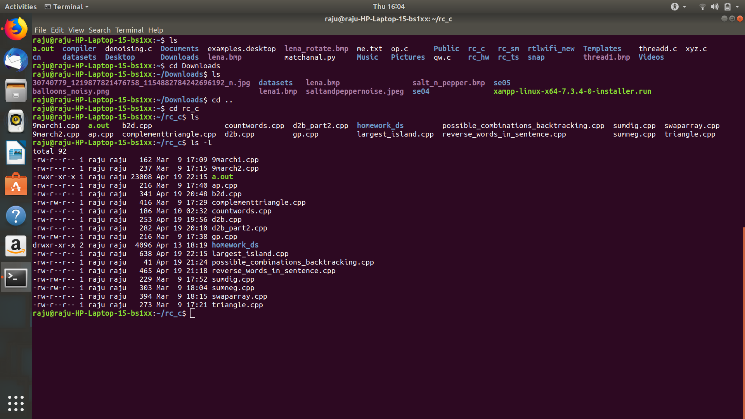 Activities Terminal Thu 16:04
raju@raju-HP-Laptop-15-bs1xx: ~/rc_c
File Edit View Search Terminal Help
raju@raju-HP-Laptop-15-bs1xx:~$ ls
a.out compiler denoising.c Documents examples.desktop lena_rotate.bmp me.txt op.c Public rc_c rc_sm rtlwifi_new Templates threadd.c xyz.c
cn datasets Desktop Downloads lena.bmp matchanal.py Music Pictures qw.c rc_hw rc_ts snap thread1.bmp Videos
raju@raju-HP-Laptop-15-bs1xx:~$ cd Downloads
raju@raju-HP-Laptop-15-bs1xx:~/Downloads$ ls
30740779_1219877821476758_1154882784242696192_n.jpg datasets lena.bmp salt_n_pepper.bmp se05
balloons_noisy.png lena1.bmp saltandpeppernoise.jpeg se04 xampp-linux-x64-7.3.4-0-installer.run
raju@raju-HP-Laptop-15-bs1xx:~/Downloads$ cd ..
raju@raju-HP-Laptop-15-bs1xx:~$ cd rc_c
raju@raju-HP-Laptop-15-bs1xx:~/rc_c$ ls
9march1.cpp a.out b2d.cpp countwords.cpp d2b_part2.cpp homework_ds possible_combinations_backtracking.cpp sumdig.cpp swaparray.cpp
9march2.cpp ap.cpp complementtriangle.cpp d2b.cpp gp.cpp largest_island.cpp reverse_words_in_sentence.cpp sumneg.cpp triangle.cpp
raju@raju-HP-Laptop-15-bs1xx:~/rc_c$ ls -l
total 92
-rw-r--r-- 1 raju raju 162 Mar 9 17:09 9march1.cpp
-rw-r--r-- 1 raju raju 237 Mar 9 17:15 9march2.cpp
-rwxr-xr-x 1 raju raju 23008 Apr 19 22:15 a.out
-rw-r--r-- 1 raju raju 216 Mar 9 17:40 ap.cpp
-rw-r--r-- 1 raju raju 341 Apr 19 20:48 b2d.cpp
-rw-r--r-- 1 raju raju 416 Mar 9 17:29 complementtriangle.cpp
-rw-r--r-- 1 raju raju 186 Mar 10 02:32 countwords.cpp
-rw-r--r-- 1 raju raju 253 Apr 19 19:56 d2b.cpp
-rw-r--r-- 1 raju raju 282 Apr 19 20:10 d2b_part2.cpp
-rw-r--r-- 1 raju raju 216 Mar 9 17:38 gp.cpp
drwxr-xr-x 2 raju raju 4096 Apr 13 18:19 homework_ds
-rw-r--r-- 1 raju raju 638 Apr 19 22:15 largest_island.cpp
-rw-r--r-- 1 raju raju 41 Apr 19 21:24 possible_combinations_backtracking.cpp
-rw-r--r-- 1 raju raju 465 Apr 19 21:18 reverse_words_in_sentence.cpp
-rw-r--r-- 1 raju raju 229 Mar 9 17:52 sumdig.cpp
-rw-r--r-- 1 raju raju 303 Mar 9 18:04 sumneg.cpp
-rw-r--r-- 1 raju raju 394 Mar 9 18:15 swaparray.cpp
-rw-r--r-- 1 raju raju 273 Mar 9 17:21 triangle.cpp
raju@raju-HP-Laptop-15-bs1xx:~/rc_c$